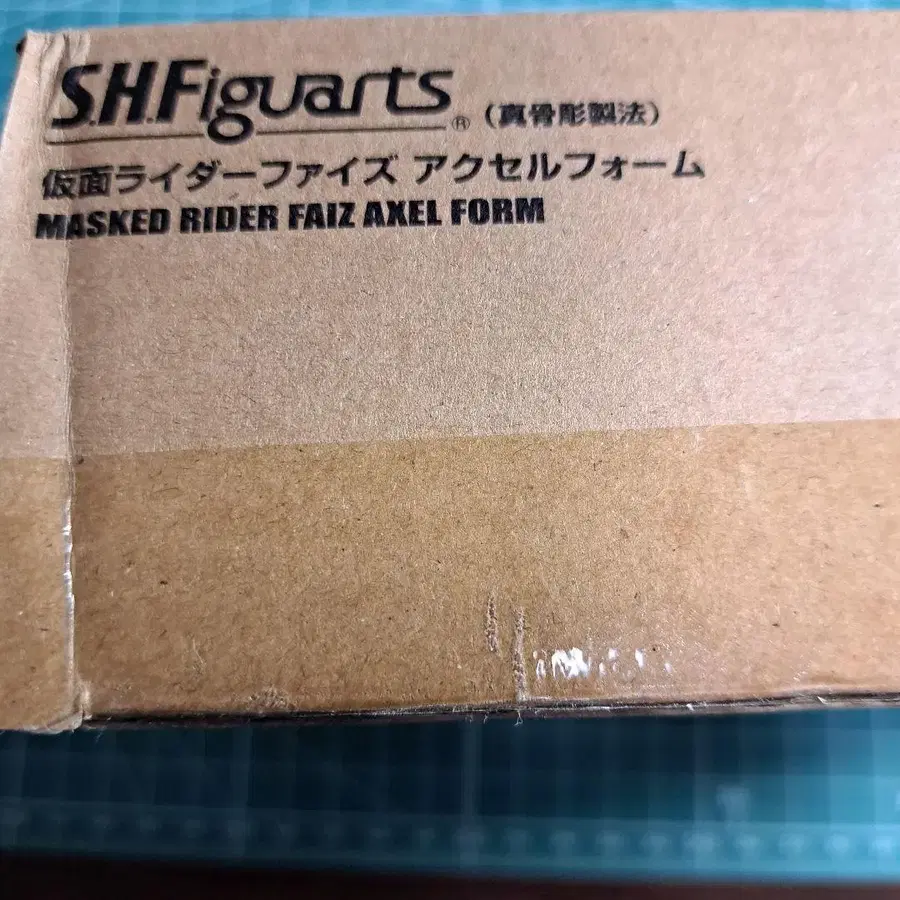 S.H.Figuarts® (真骨彫製法)
仮面ライダーファイズ アクセルフォーム
MASKED RIDER FAIZ AXEL FORM